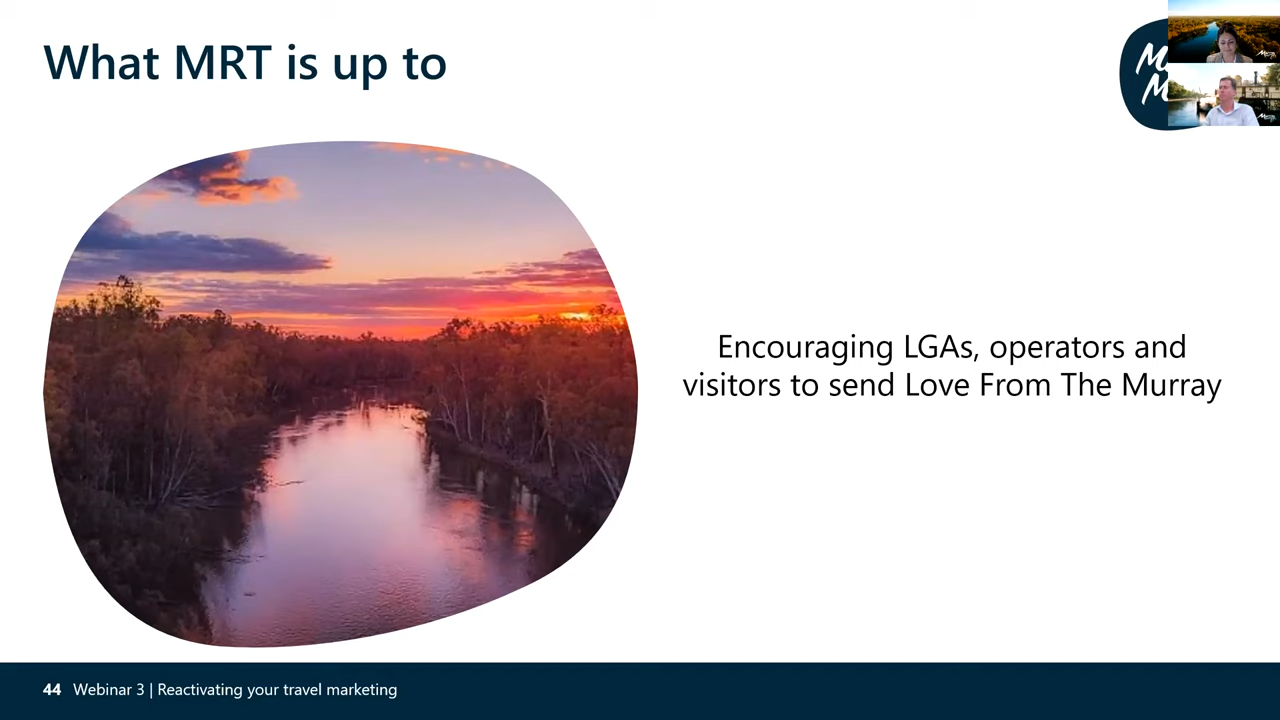 What MRT is up to
Encouraging LGAs, operators and
visitors to send Love From The Murray
44 Webinar 3 | Reactivating your travel marketing